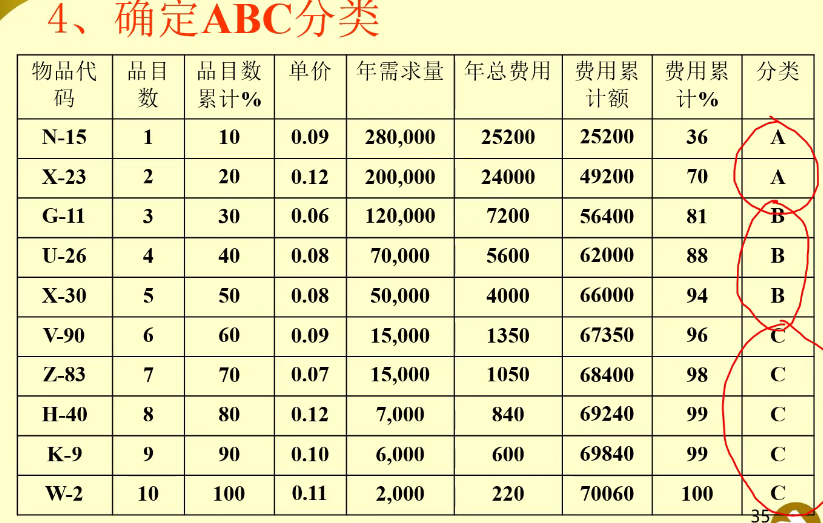 4、确定ABC分类
物品代码 品目数 品目数累计% 单价 年需求量 年总费用 费用累计额 费用累计% 分类
N-15 1 10 0.09 280,000 25200 25200 36 A
X-23 2 20 0.12 200,000 24000 49200 70 A
G-11 3 30 0.06 120,000 7200 56400 81 B
U-26 4 40 0.08 70,000 5600 62000 88 B
X-30 5 50 0.08 50,000 4000 66000 94 B
V-90 6 60 0.09 15,000 1350 67350 96 C
Z-83 7 70 0.07 15,000 1050 68400 98 C
H-40 8 80 0.12 7,000 840 69240 99 C
K-9 9 90 0.10 6,000 600 69840 99 C
W-2 10 100 0.11 2,000 220 70060 100 C
35